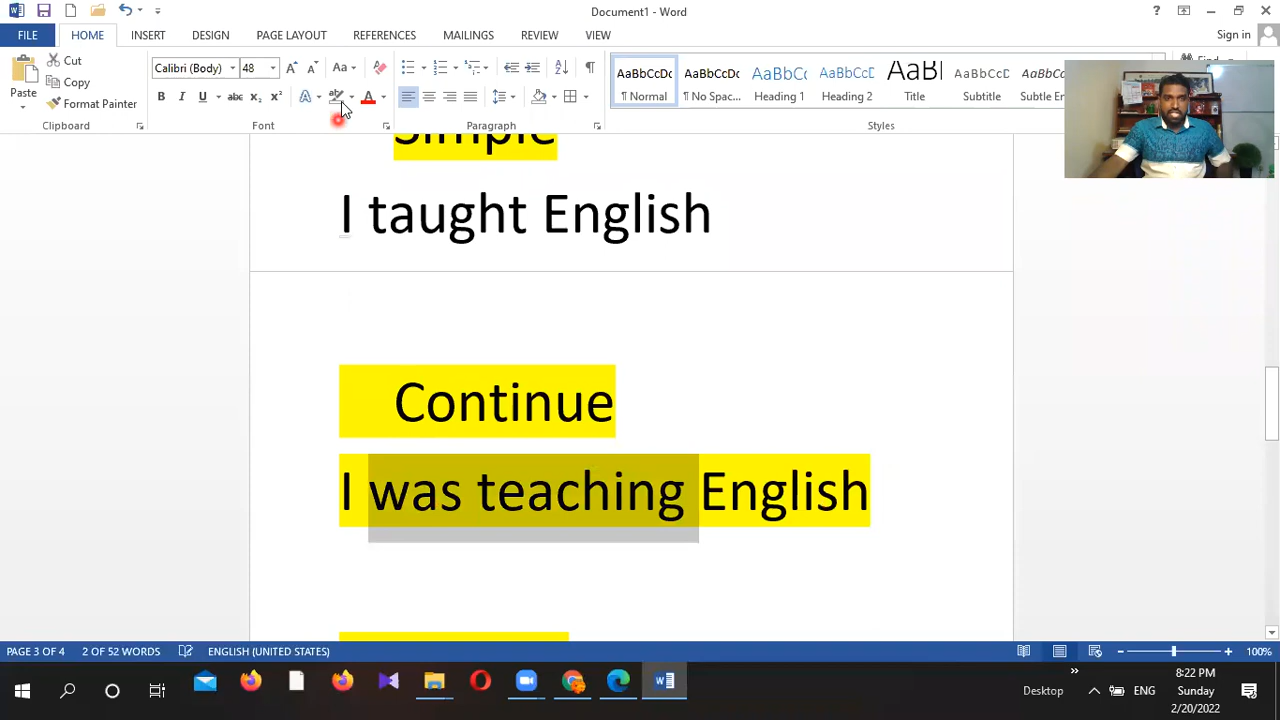 Document1 - Word
Sign in
FILE HOME INSERT DESIGN PAGE LAYOUT REFERENCES MAILINGS REVIEW VIEW
Paste
Cut
Copy
Format Painter
Clipboard
Calibri (Body) 48
Font
Paragraph
AaBbCcDc AaBbCcDc AaBbCc AaBbCcD AaBl AaBbCcD AaBbCcD
¶ Normal ¶ No Spac... Heading 1 Heading 2 Title Subtitle Subtle Em...
Styles
Simple
I taught English
Continue
I was teaching English
PAGE 3 OF 4 2 OF 52 WORDS ENGLISH (UNITED STATES) 100%
Desktop
ENG
8:22 PM
Sunday
2/20/2022